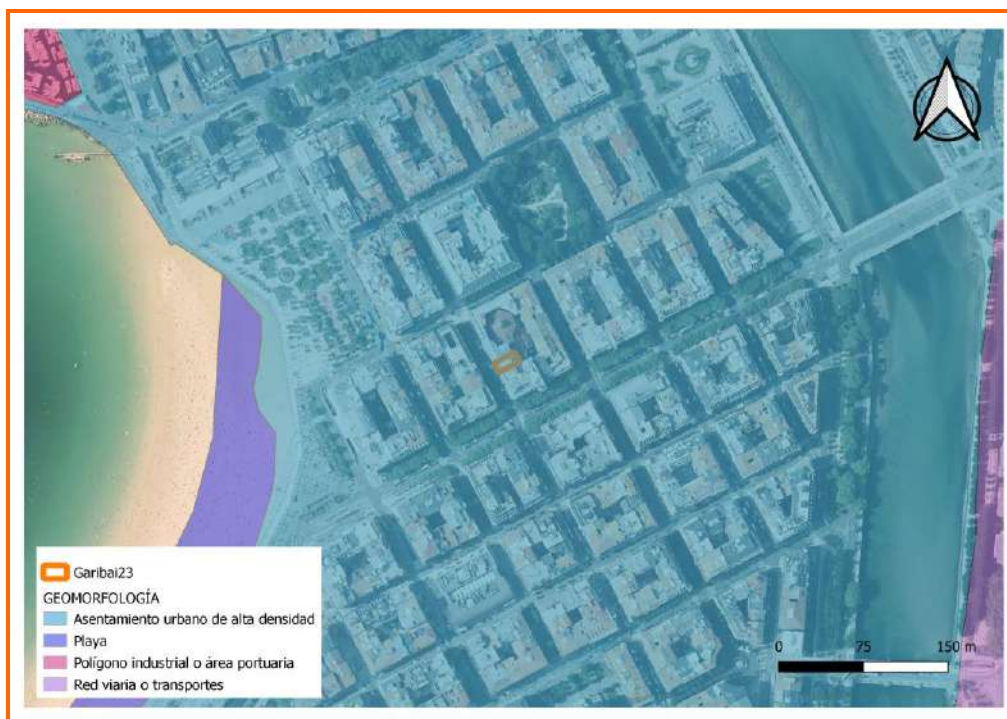 Garibai23
GEOMORFOLOGÍA
Asentamiento urbano de alta densidad
Playa
Polígono industrial o área portuaria
Red viaria o transportes
0 75 150 m